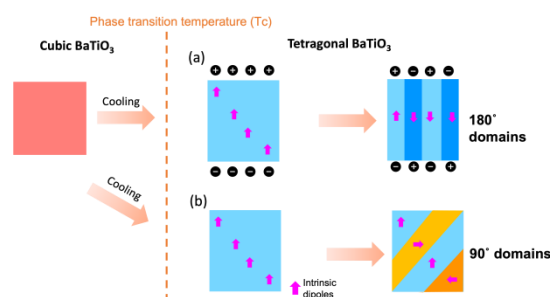 Phase transition temperature (Tc)
Cubic BaTiO3
Tetragonal BaTiO3
(a)
+ + + +
Cooling
− − − −
+ − + −
180° domains
− + − +
Cooling
(b)
90° domains
Intrinsic
dipoles